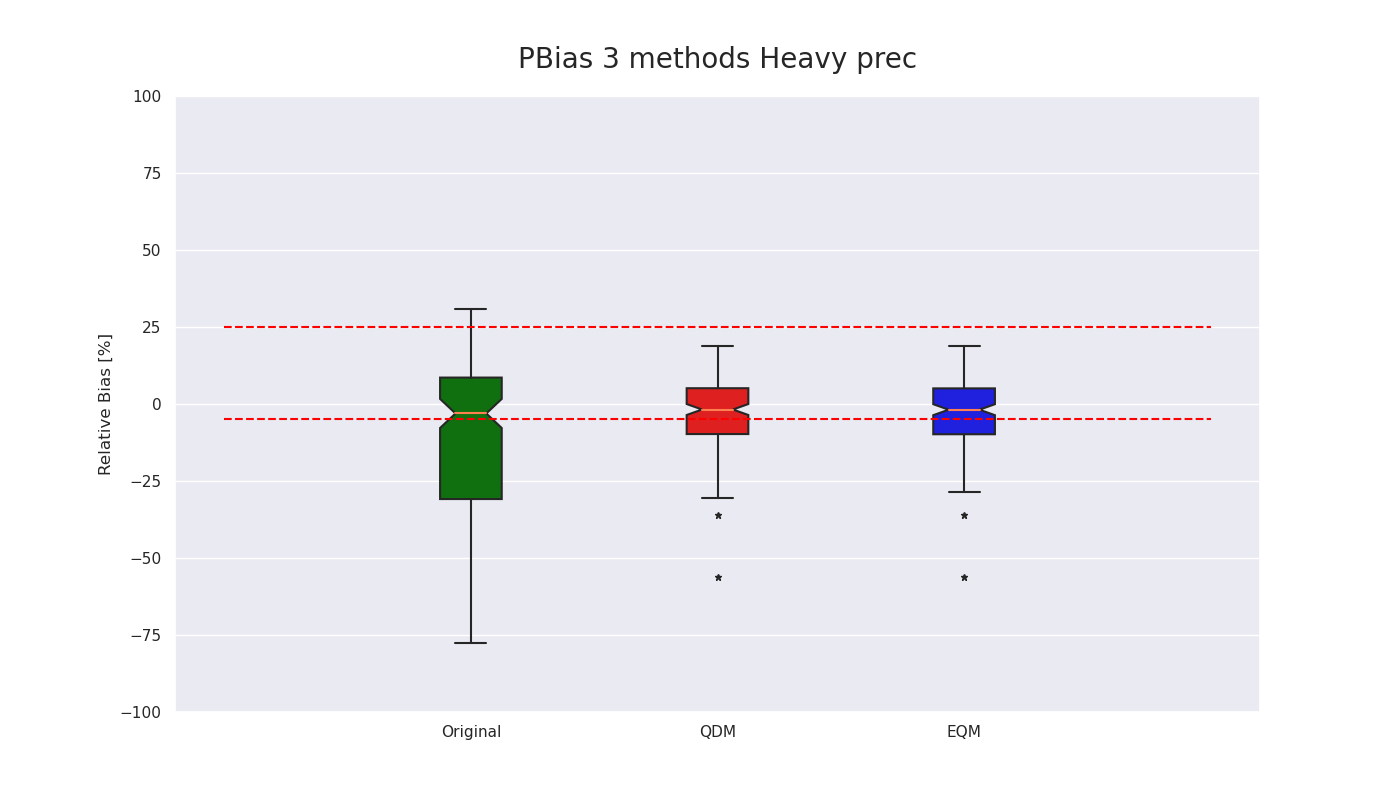 PBias 3 methods Heavy prec
100
75
50
25
0
−25
−50
−75
−100
Relative Bias [%]
Original
QDM
EQM